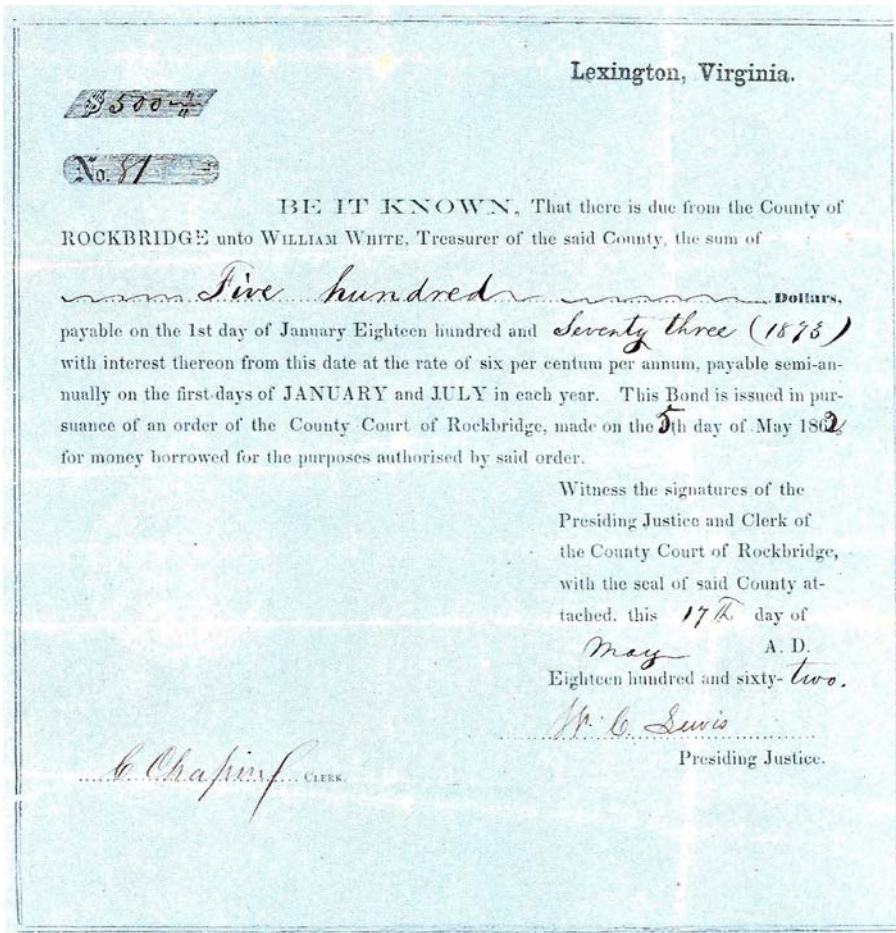 Lexington, Virginia.
$500
No. 81
BE IT KNOWN, That there is due from the County of
ROCKBRIDGE unto WILLIAM WHITE, Treasurer of the said County, the sum of
Five hundred Dollars,
payable on the 1st day of January Eighteen hundred and Seventy three (1873)
with interest thereon from this date at the rate of six per centum per annum, payable semi-an-
nually on the first days of JANUARY and JULY in each year. This Bond is issued in pur-
suance of an order of the County Court of Rockbridge, made on the 5th day of May 1862,
for money borrowed for the purposes authorised by said order.
Witness the signatures of the
Presiding Justice and Clerk of
the County Court of Rockbridge,
with the seal of said County at-
tached, this 17th day of
May A. D.
Eighteen hundred and sixty-two.
W. C. Lewis
Presiding Justice.
C Chapin CLERK.